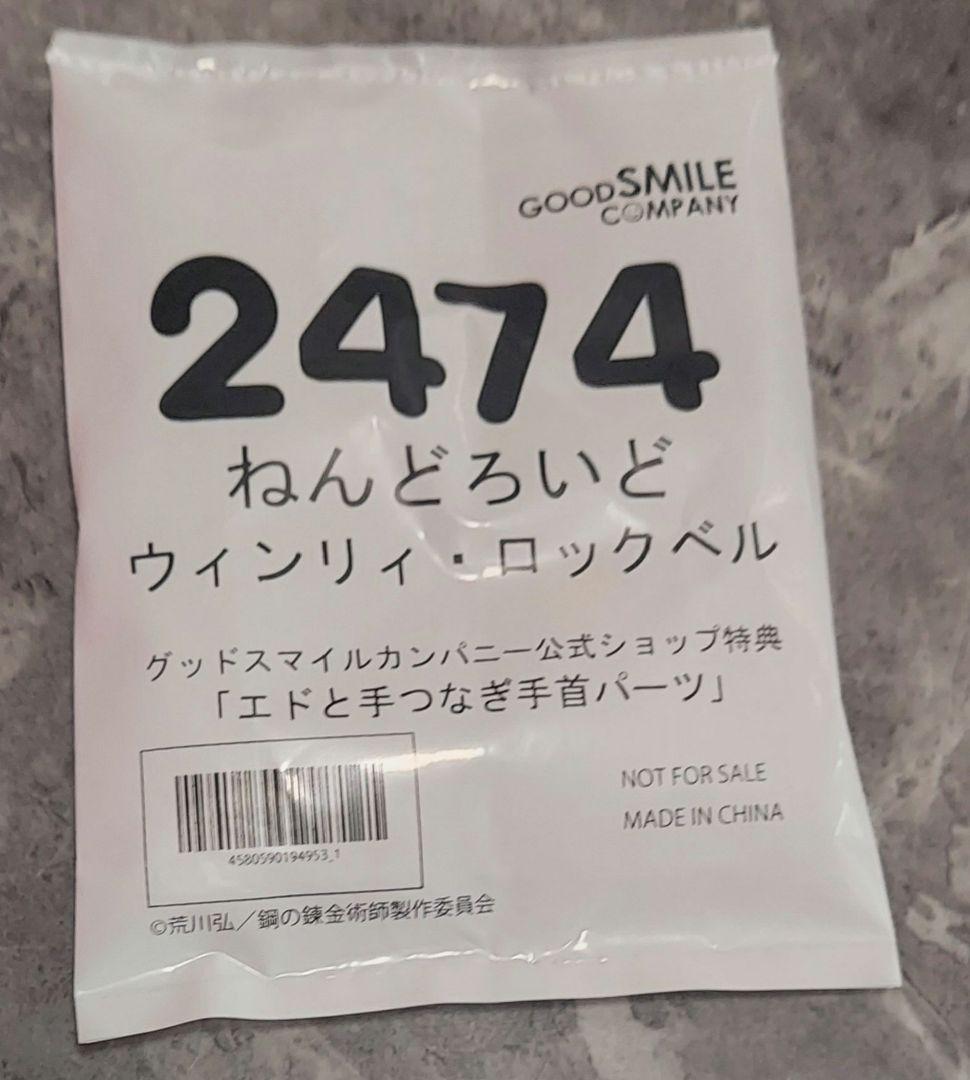 GOODSMILE
COMPANY
2474
ねんどろいど
ウィンリィ・ロックベル
グッドスマイルカンパニー公式ショップ特典
「エドと手つなぎ手首パーツ」
NOT FOR SALE
MADE IN CHINA
4580590194953_1
©荒川弘／鋼の錬金術師製作委員会